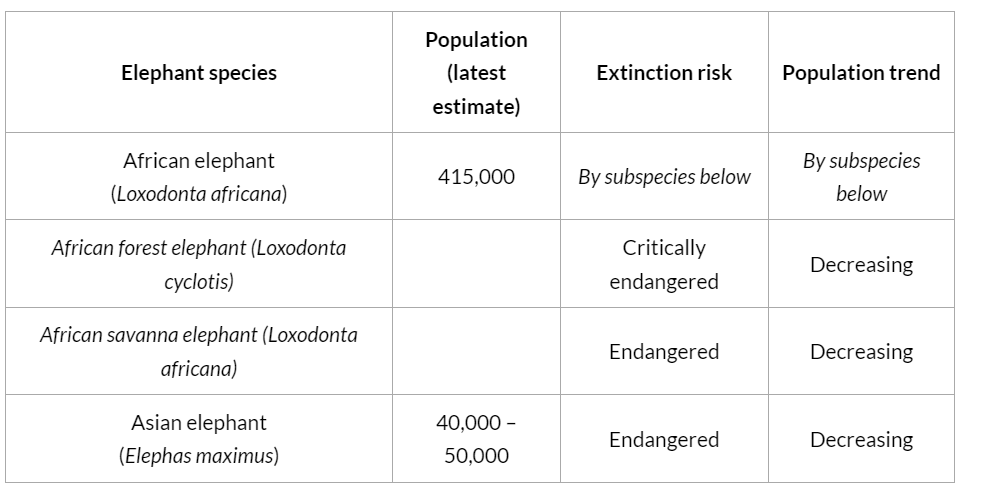 Elephant species
Population
(latest
estimate)
Extinction risk
Population trend
African elephant
(Loxodonta africana)
415,000
By subspecies below
By subspecies
below
African forest elephant (Loxodonta
cyclotis)
Critically
endangered
Decreasing
African savanna elephant (Loxodonta
africana)
Endangered
Decreasing
Asian elephant
(Elephas maximus)
40,000 –
50,000
Endangered
Decreasing